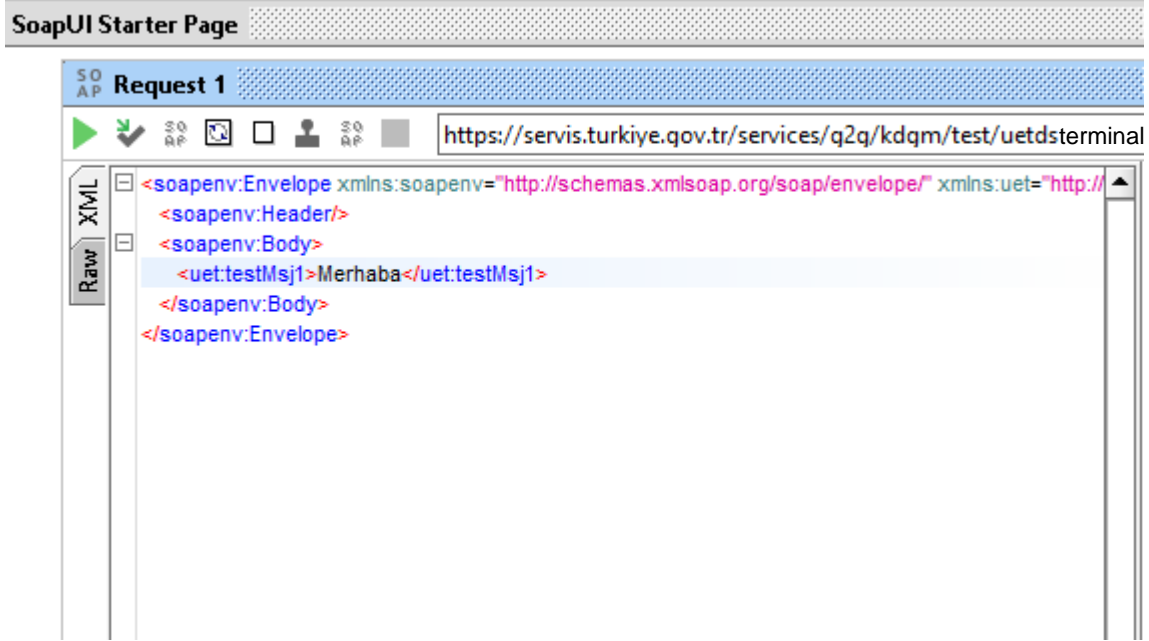 SoapUI Starter Page
SO
AP
Request 1
SO
AP
SO
AP
https://servis.turkiye.gov.tr/services/g2g/kdgm/test/uetdsterminal
XML
Raw
<soapenv:Envelope xmlns:soapenv="http://schemas.xmlsoap.org/soap/envelope/" xmlns:uet="http://
<soapenv:Header/>
<soapenv:Body>
<uet:testMsj1>Merhaba</uet:testMsj1>
</soapenv:Body>
</soapenv:Envelope>